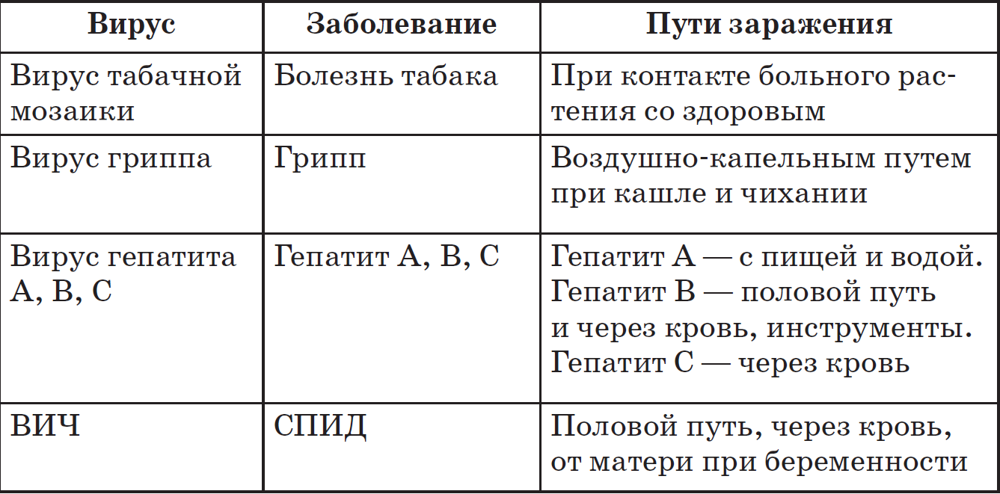 Вирус Заболевание Пути заражения
Вирус табачной Болезнь табака При контакте больного рас-
мозаики тения со здоровым
Вирус гриппа Грипп Воздушно-капельным путем
при кашле и чихании
Вирус гепатита Гепатит А, В, С Гепатит А — с пищей и водой.
А, В, С Гепатит В — половой путь
и через кровь, инструменты.
Гепатит С — через кровь
ВИЧ СПИД Половой путь, через кровь,
от матери при беременности